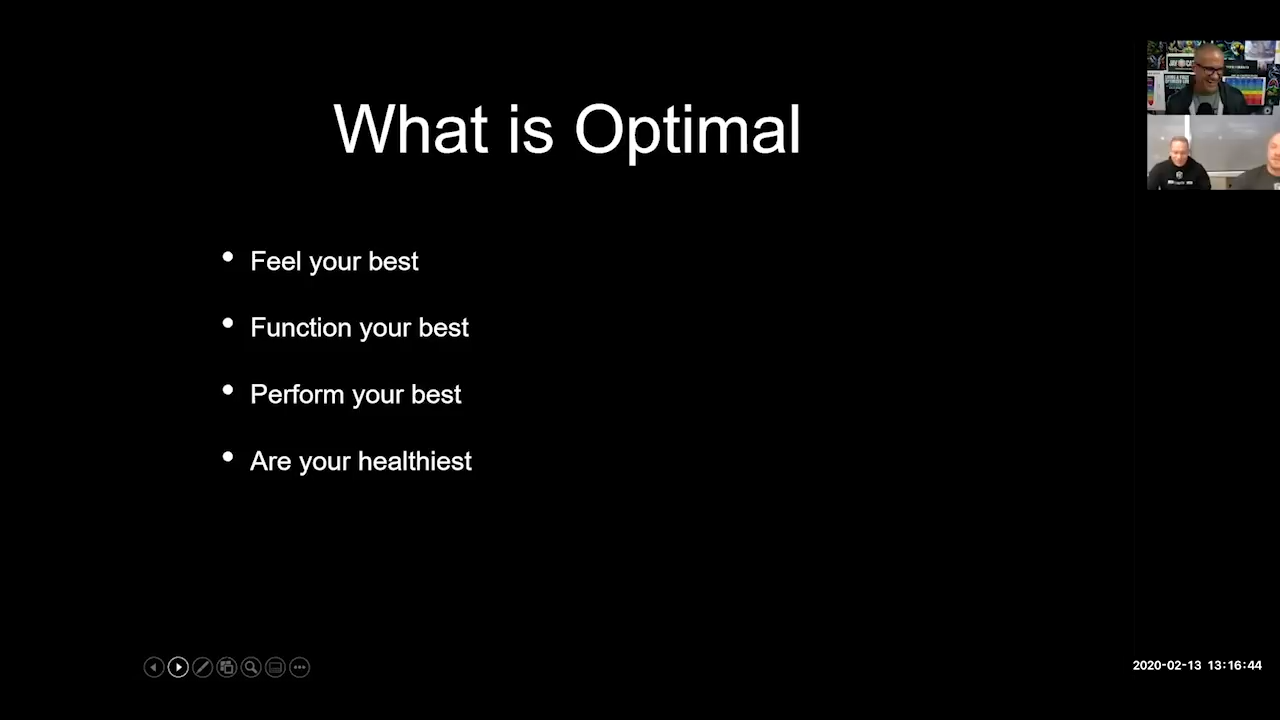 What is Optimal
• Feel your best
• Function your best
• Perform your best
• Are your healthiest
2020-02-13 13:16:44